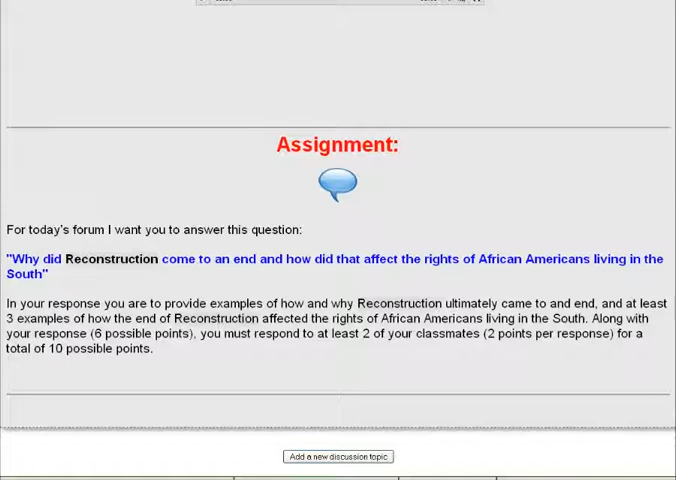 Assignment:
For today's forum I want you to answer this question:
"Why did Reconstruction come to an end and how did that affect the rights of African Americans living in the
South"
In your response you are to provide examples of how and why Reconstruction ultimately came to and end, and at least
3 examples of how the end of Reconstruction affected the rights of African Americans living in the South. Along with
your response (6 possible points), you must respond to at least 2 of your classmates (2 points per response) for a
total of 10 possible points.
Add a new discussion topic